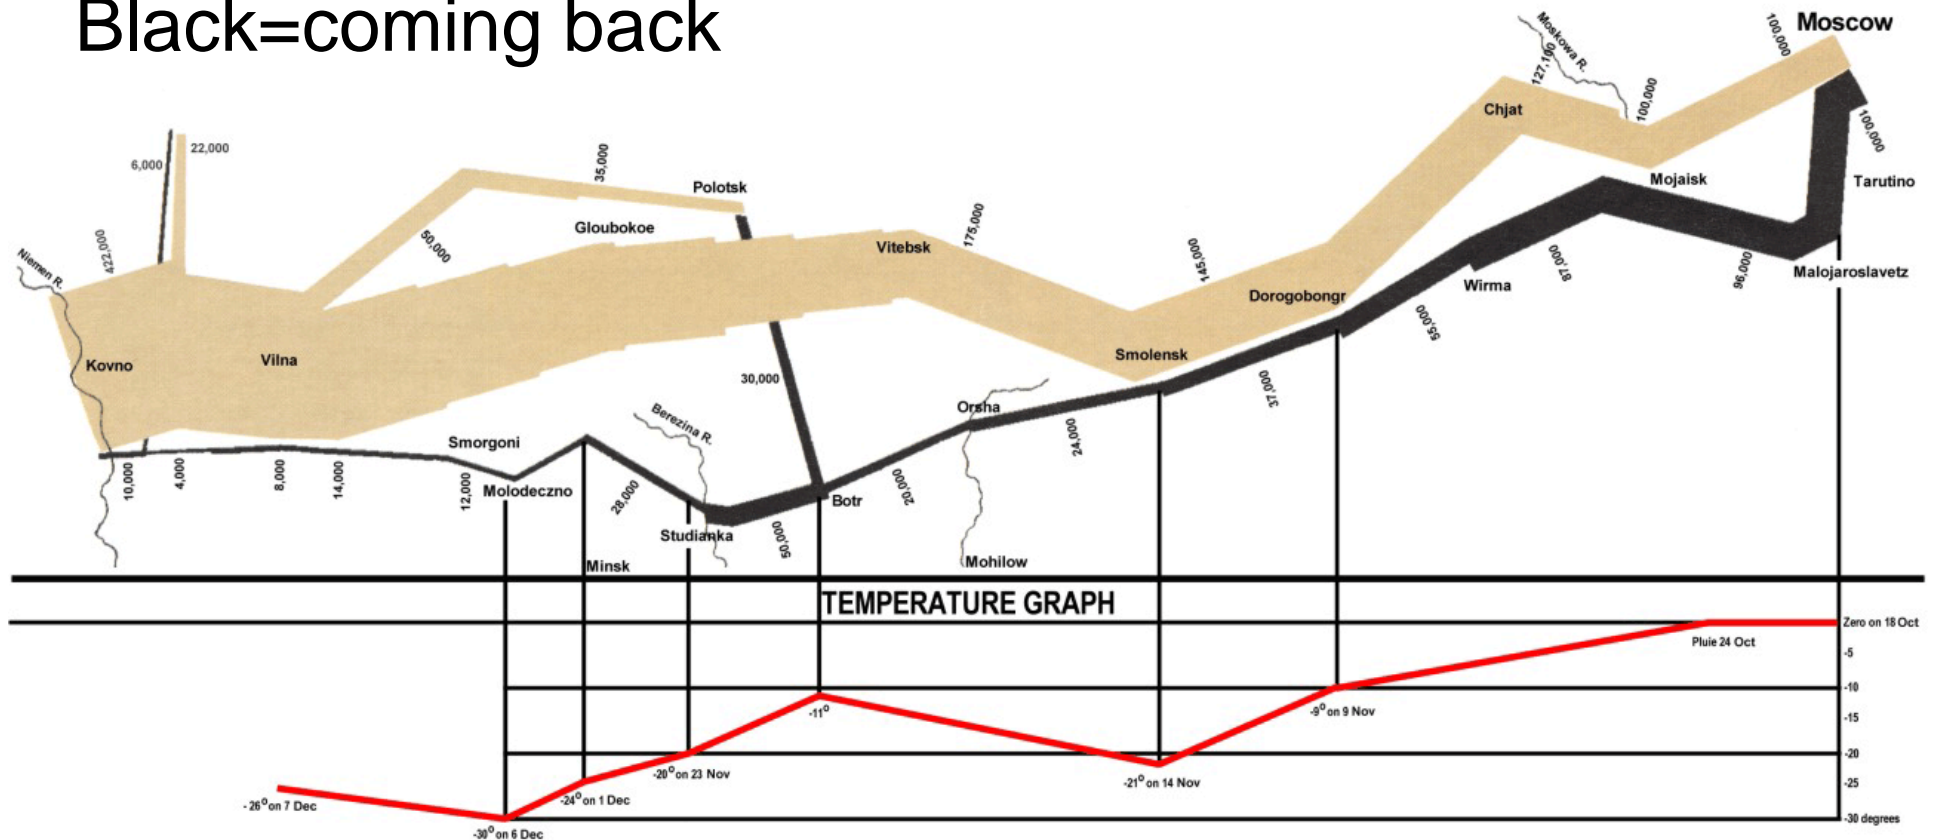 Black=coming back
Moscow
100,000
Moskowa R.
127,100
100,000
Chjat
100,000
6,000
22,000
35,000
Polotsk
Mojaisk
Tarutino
422,000
50,000
Gloubokoe
Vitebsk
175,000
145,000
Niemen R.
87,000
96,000
Malojaroslavetz
Wirma
Dorogobongr
55,000
Kovno
Vilna
Smolensk
30,000
37,000
Berezina R.
Orsha
24,000
Smorgoni
10,000
4,000
8,000
14,000
12,000
Molodeczno
28,000
Botr
20,000
Studianka
50,000
Minsk
Mohilow
TEMPERATURE GRAPH
Zero on 18 Oct
Pluie 24 Oct
-5
-10
-9° on 9 Nov
-11°
-15
-20
-20° on 23 Nov
-21° on 14 Nov
-25
-24° on 1 Dec
- 26° on 7 Dec
-30 degrees
-30° on 6 Dec